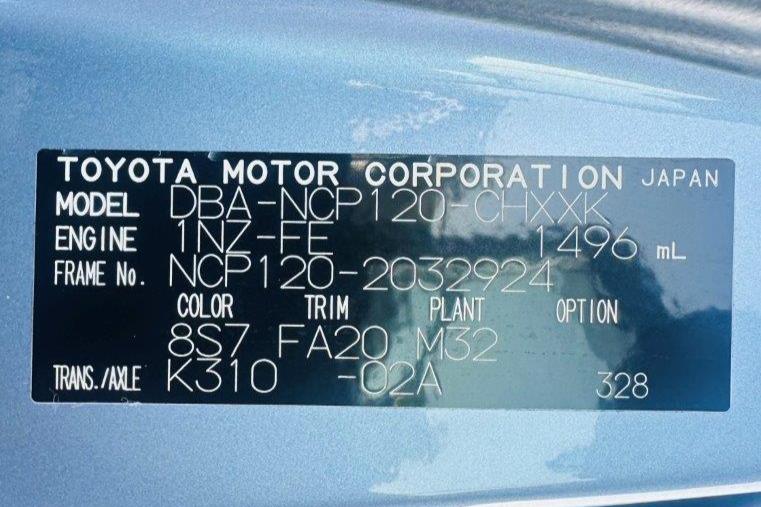 TOYOTA MOTOR CORPORATION JAPAN
MODEL DBA-NCP120-CHXXK
ENGINE 1NZ-FE 1496 mL
FRAME No. NCP120-2032924
COLOR TRIM PLANT OPTION
8S7 FA20 M32
TRANS./AXLE K310 -02A 328